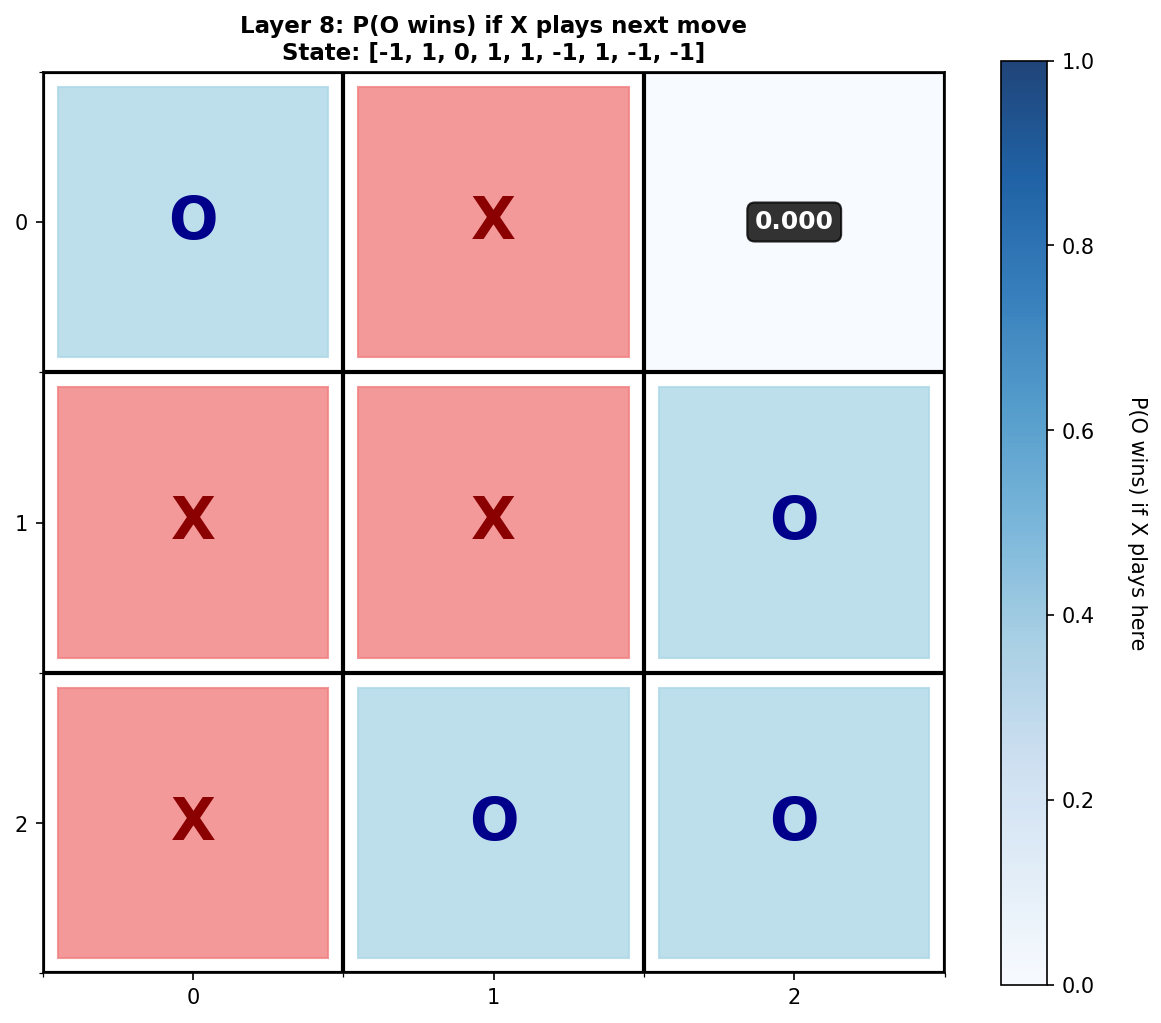 Layer 8: P(O wins) if X plays next move
State: [-1, 1, 0, 1, 1, -1, 1, -1, -1]
0
O
X
0.000
1
X
X
O
2
X
O
O
0
1
2
1.0
0.8
0.6
0.4
0.2
0.0
P(O wins) if X plays here